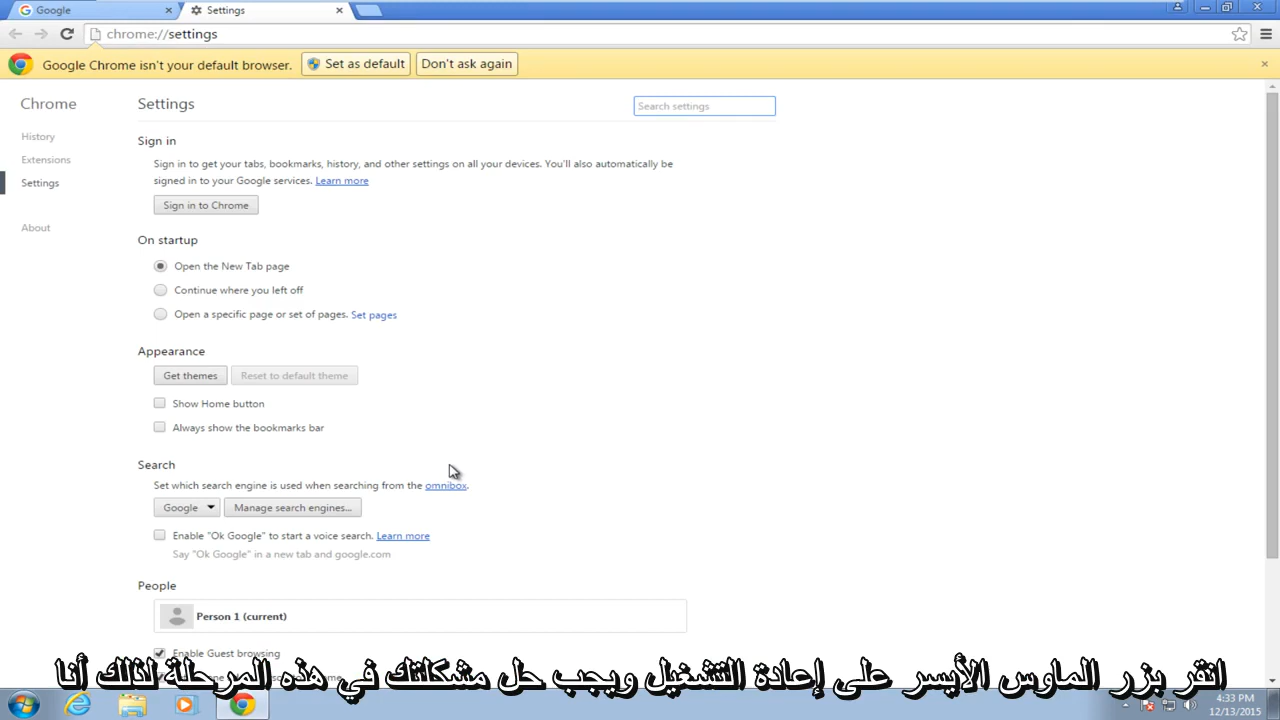 Google
Settings
chrome://settings
Google Chrome isn't your default browser.
Set as default
Don't ask again
Chrome
History
Extensions
Settings
About
Settings
Search settings
Sign in
Sign in to get your tabs, bookmarks, history, and other settings on all your devices. You'll also automatically be
signed in to your Google services. Learn more
Sign in to Chrome
On startup
Open the New Tab page
Continue where you left off
Open a specific page or set of pages. Set pages
Appearance
Get themes
Reset to default theme
Show Home button
Always show the bookmarks bar
Search
Set which search engine is used when searching from the omnibox.
Google
Manage search engines...
Enable "Ok Google" to start a voice search. Learn more
Say "Ok Google" in a new tab and google.com
People
Person 1 (current)
Enable Guest browsing
انقر بزر الماوس الأيسر على إعادة التشغيل ويجب حل مشكلتك في هذه المرحلة لذلك أنا
4:33 PM
12/13/2015